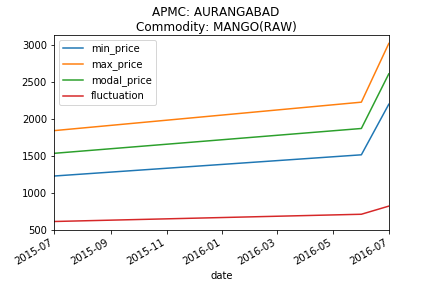 APMC: AURANGABAD
Commodity: MANGO(RAW)
min_price
max_price
modal_price
fluctuation
3000
2500
2000
1500
1000
500
2015-07
2015-09
2015-11
2016-01
2016-03
2016-05
2016-07
date